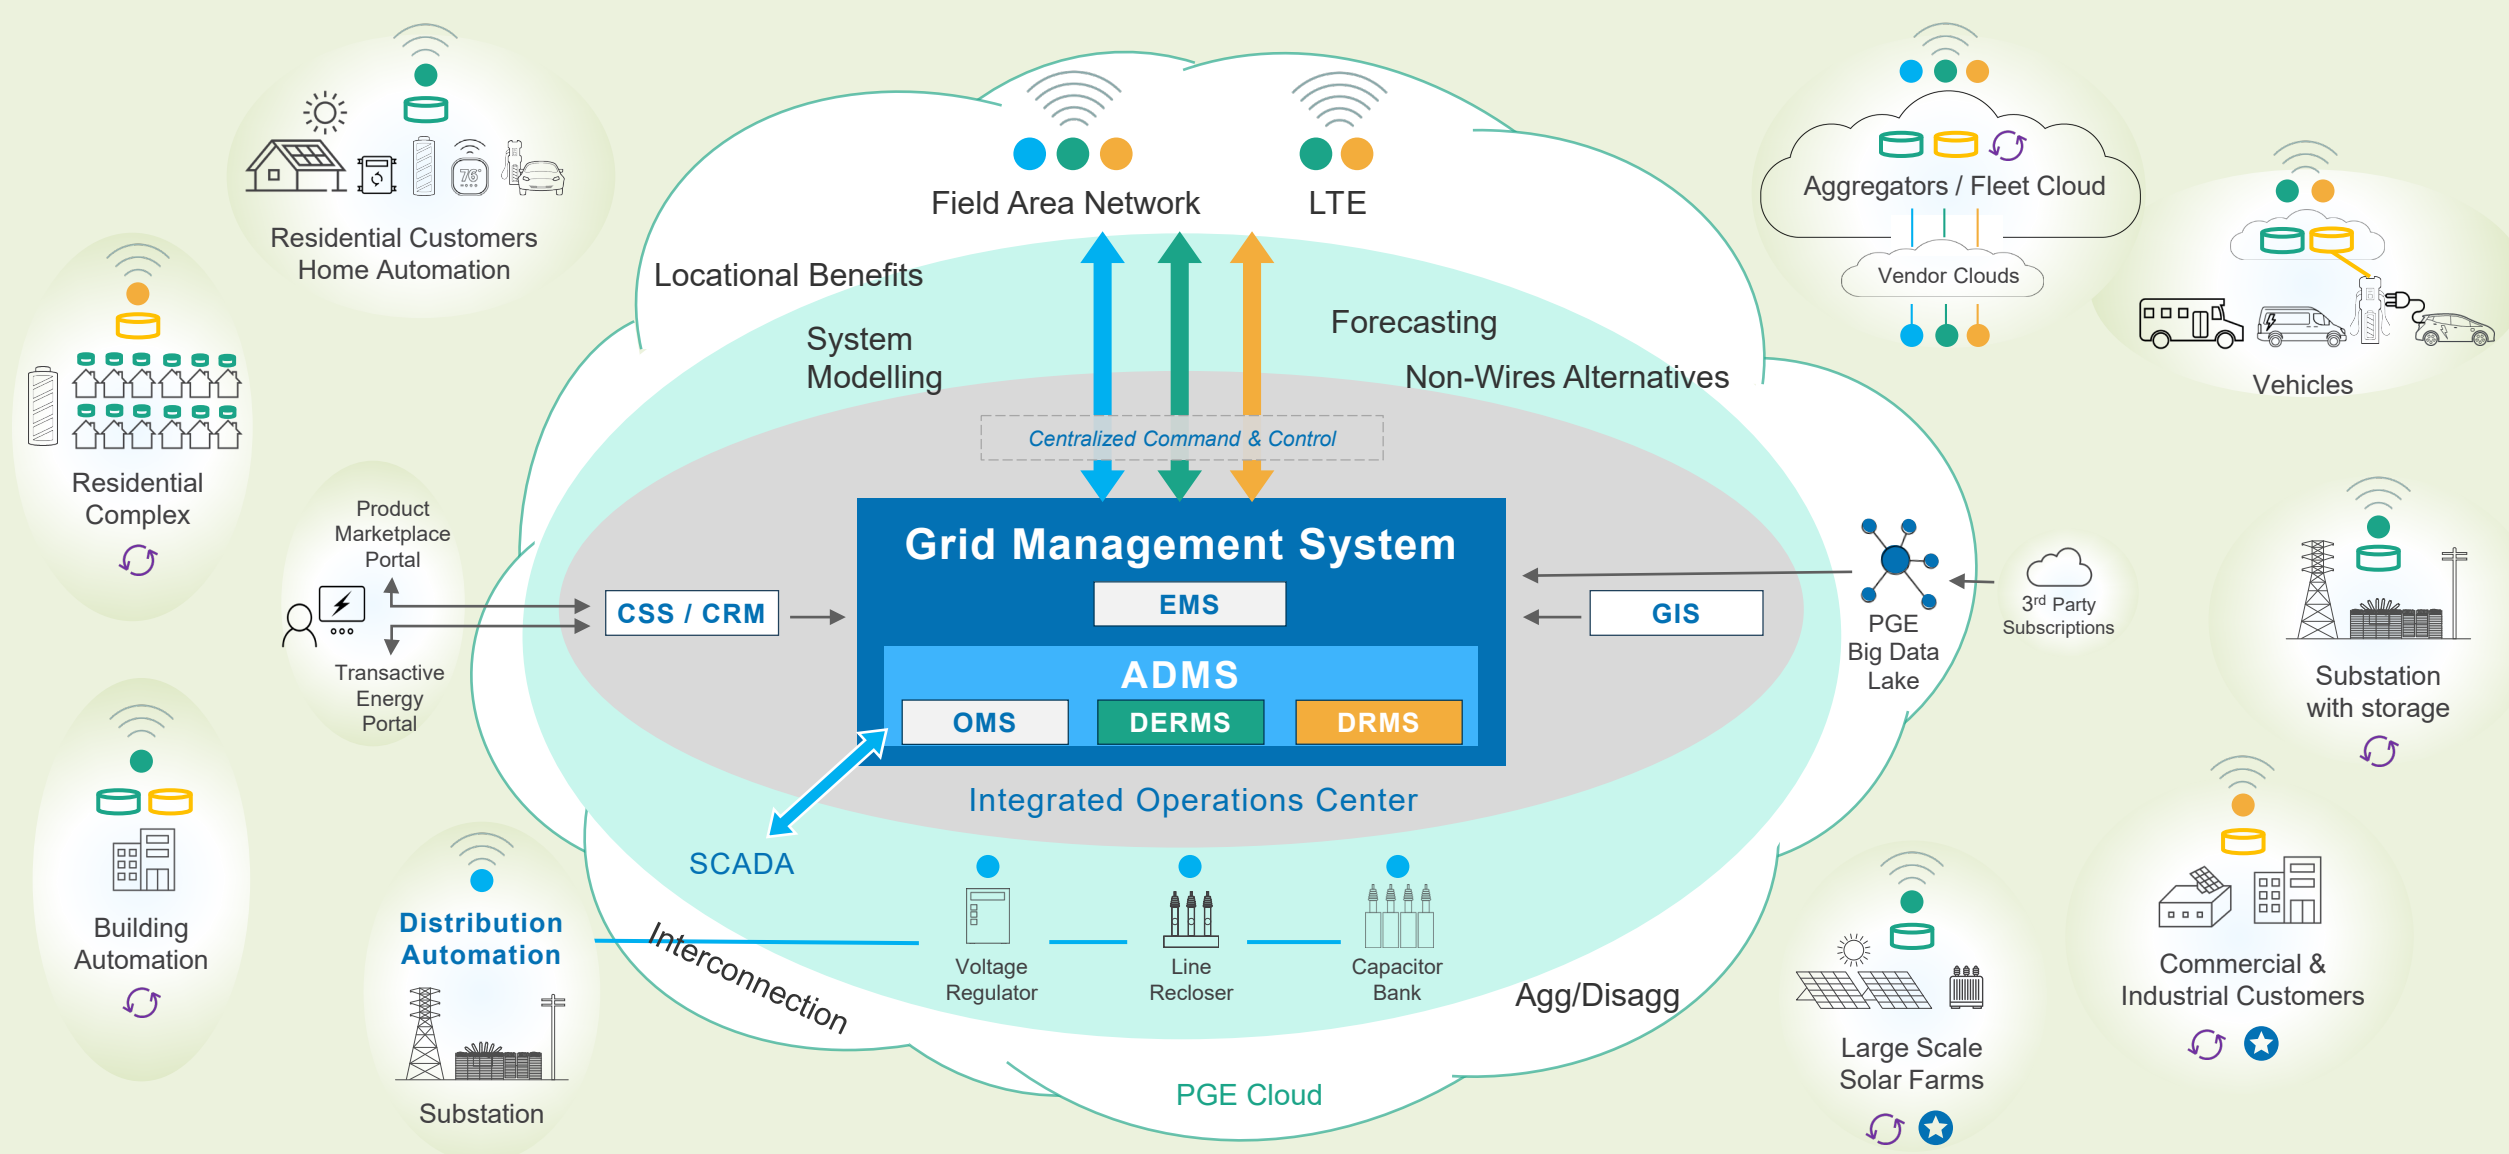 Field Area Network
LTE
Residential Customers
Home Automation
76°
Aggregators / Fleet Cloud
Vendor Clouds
Vehicles
Locational Benefits
System
Modelling
Forecasting
Non-Wires Alternatives
Centralized Command & Control
Residential
Complex
Product
Marketplace
Portal
Transactive
Energy
Portal
CSS / CRM
Grid Management System
EMS
ADMS
OMS
DERMS
DRMS
GIS
PGE
Big Data
Lake
3rd Party
Subscriptions
Substation
with storage
Integrated Operations Center
SCADA
Building
Automation
Distribution
Automation
Substation
Interconnection
Voltage
Regulator
Line
Recloser
Capacitor
Bank
Agg/Disagg
PGE Cloud
Large Scale
Solar Farms
Commercial &
Industrial Customers